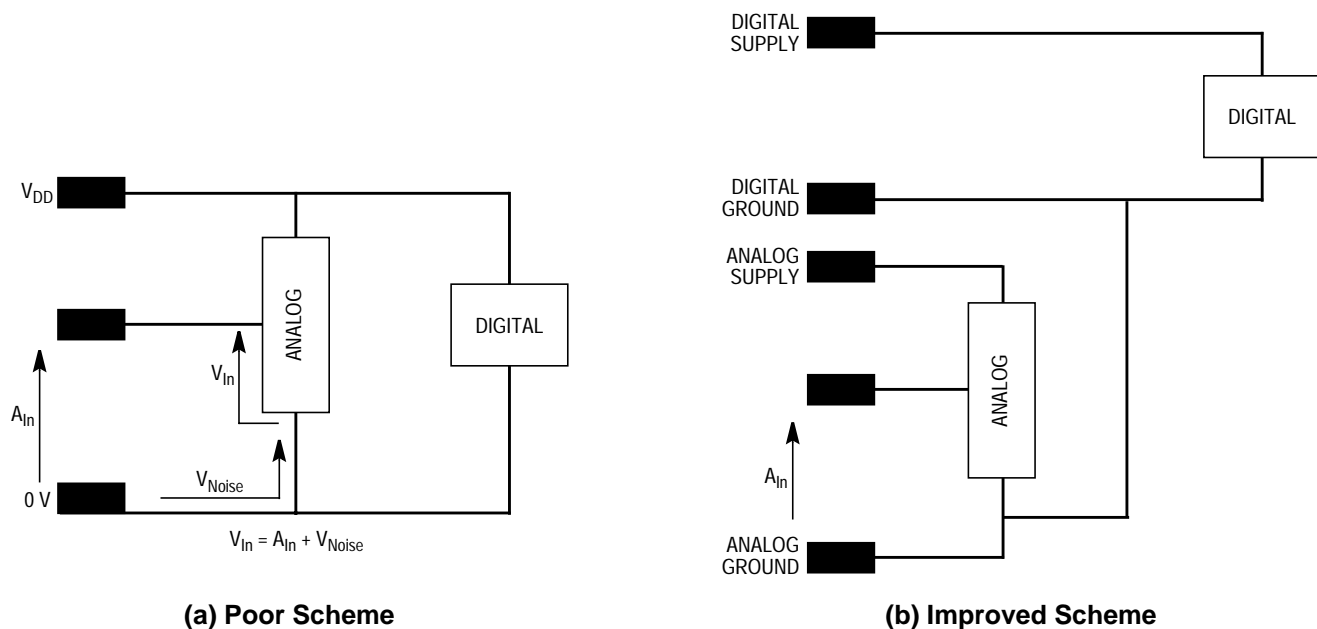 V_DD
ANALOG
DIGITAL
V_In
A_In
0 V
V_Noise
V_In = A_In + V_Noise
(a) Poor Scheme
DIGITAL
SUPPLY
DIGITAL
DIGITAL
GROUND
ANALOG
SUPPLY
ANALOG
A_In
ANALOG
GROUND
(b) Improved Scheme